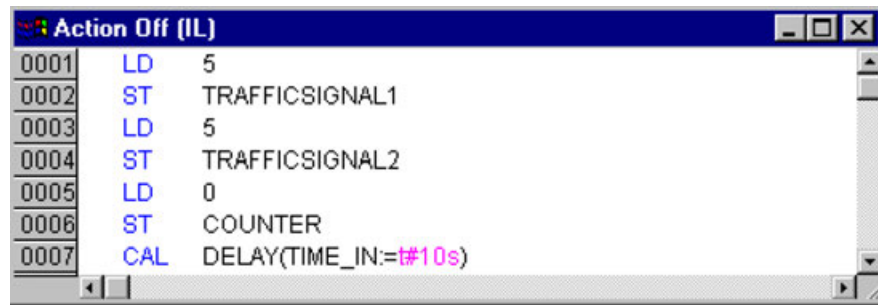 Action Off (IL)
0001 LD 5
0002 ST TRAFFICSIGNAL1
0003 LD 5
0004 ST TRAFFICSIGNAL2
0005 LD 0
0006 ST COUNTER
0007 CAL DELAY(TIME_IN:=t#10s)